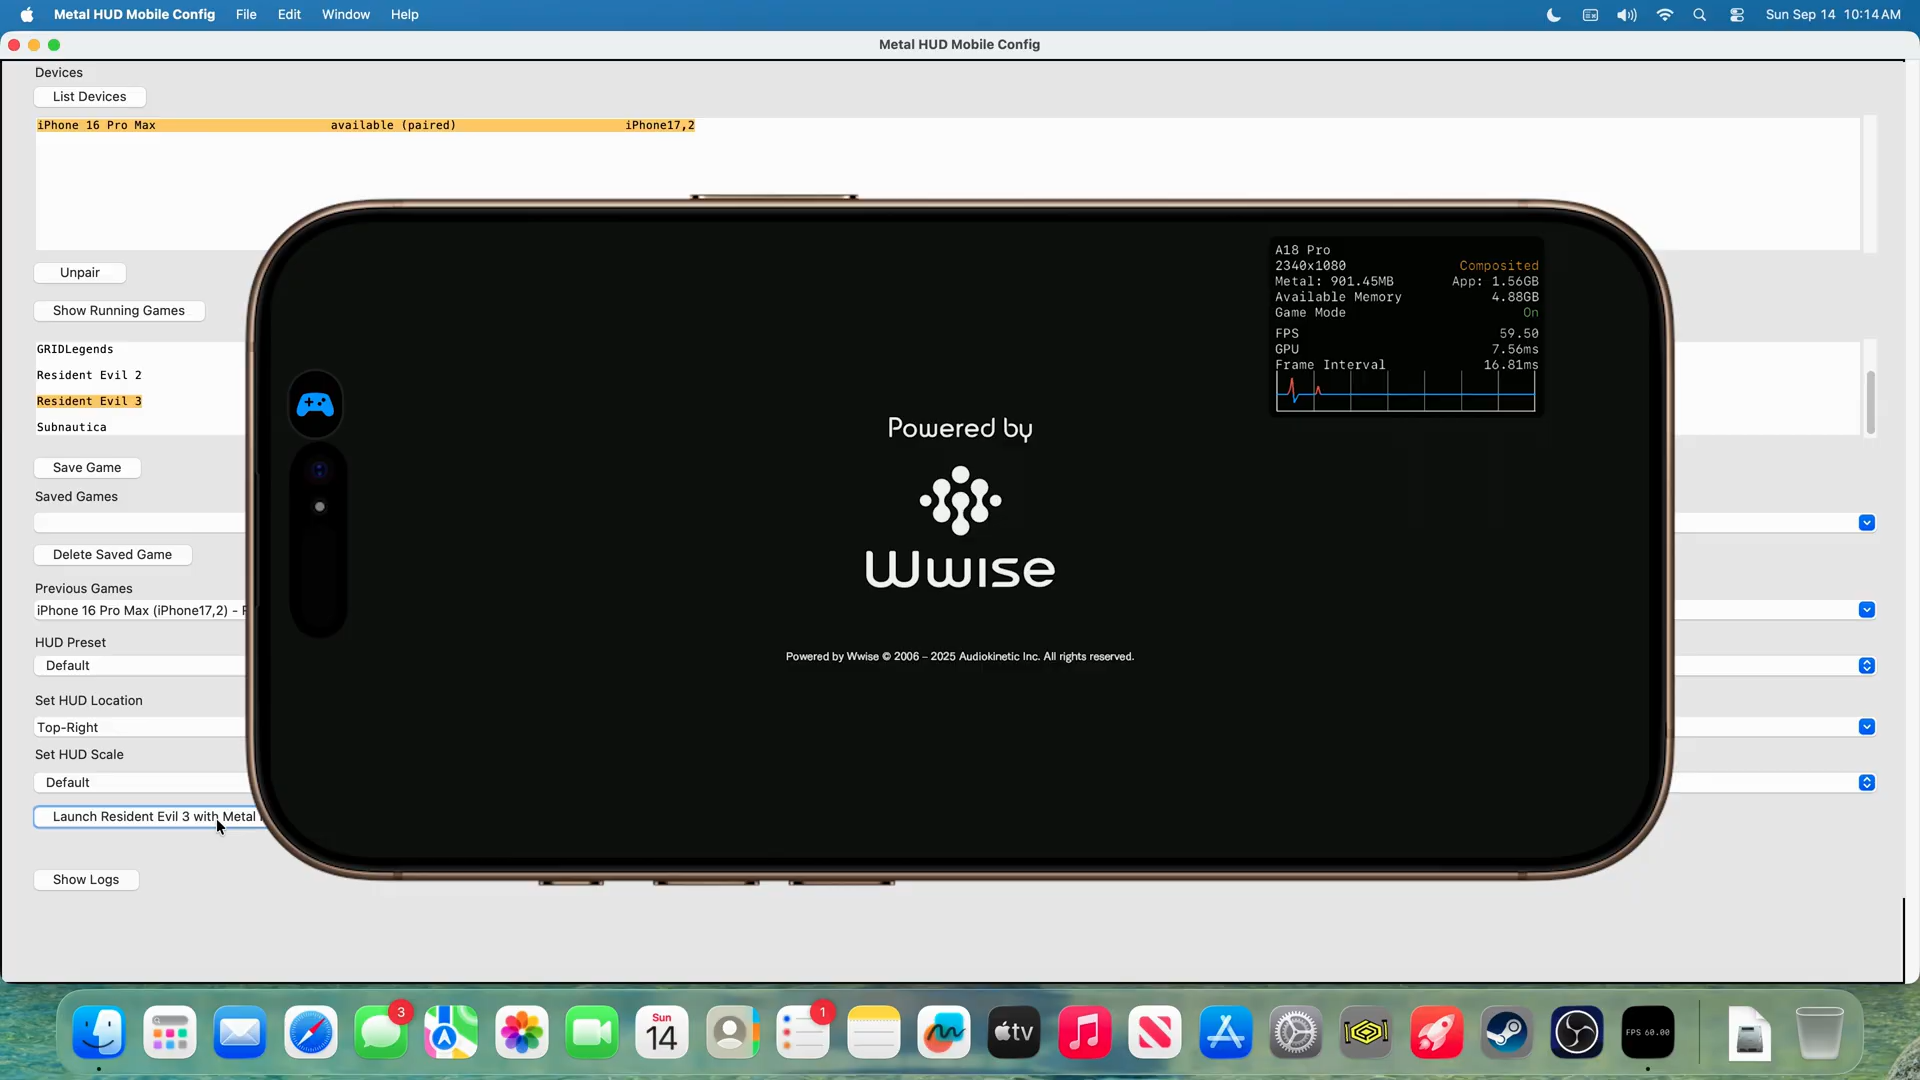 Metal HUD Mobile Config File Edit Window Help Sun Sep 14 10:14 AM
Metal HUD Mobile Config
Devices
List Devices
iPhone 16 Pro Max available (paired) iPhone17,2
Unpair
Show Running Games
GRIDLegends
Resident Evil 2
Resident Evil 3
Subnautica
Save Game
Saved Games
Delete Saved Game
Previous Games
iPhone 16 Pro Max (iPhone17,2) -
HUD Preset
Default
Set HUD Location
Top-Right
Set HUD Scale
Default
Launch Resident Evil 3 with Metal
Show Logs
A18 Pro
2340x1080 Composited
Metal: 901.45MB App: 1.56GB
Available Memory 4.88GB
Game Mode On
FPS 59.50
GPU 7.56ms
Frame Interval 16.81ms
Powered by
Wwise
Powered by Wwise © 2006 – 2025 Audiokinetic Inc. All rights reserved.
3
Sun
14
1
tv
FPS 60.00